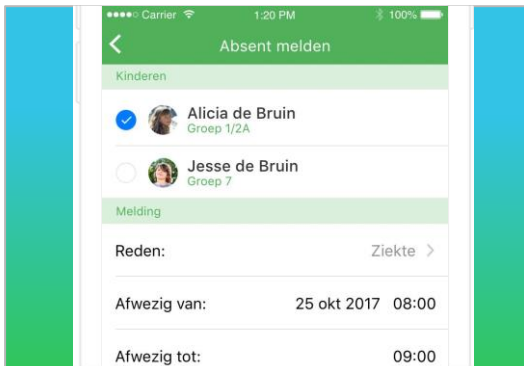 Carrier 1:20 PM 100%
Absent melden
Kinderen
Alicia de Bruin
Groep 1/2A
Jesse de Bruin
Groep 7
Melding
Reden: Ziekte
Afwezig van: 25 okt 2017 08:00
Afwezig tot: 09:00